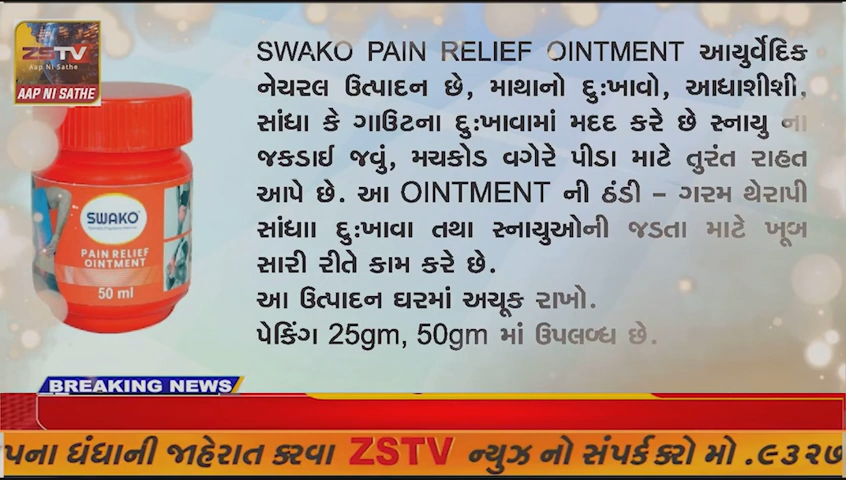 ZSTV
Aap Ni Sathe
AAP NI SATHE
SWAKO PAIN RELIEF OINTMENT આયુર્વેદિક
નેચરલ ઉત્પાદન છે, માથાનો દુઃખાવો, આધાશીશી,
સાંધા કે ગાઉટના દુઃખાવામાં મદદ કરે છે સ્નાયુ ના
જકડાઈ જવું, મચકોડ વગેરે પીડા માટે તુરંત રાહત
આપે છે. આ OINTMENT ની ઠંડી – ગરમ થેરાપી
સાંધાા દુઃખાવા તથા સ્નાયુઓની જડતા માટે ખૂબ
સારી રીતે કામ કરે છે.
આ ઉત્પાદન ઘરમાં અચૂક રાખો.
પેકિંગ 25gm, 50gm માં ઉપલબ્ધ છે.
SWAKO
PAIN RELIEF
OINTMENT
50 ml
BREAKING NEWS
પના ધંધાની જાહેરાત કરવા ZSTV ન્યુઝ નો સંપર્ક કરો મો .૯૩૨૭